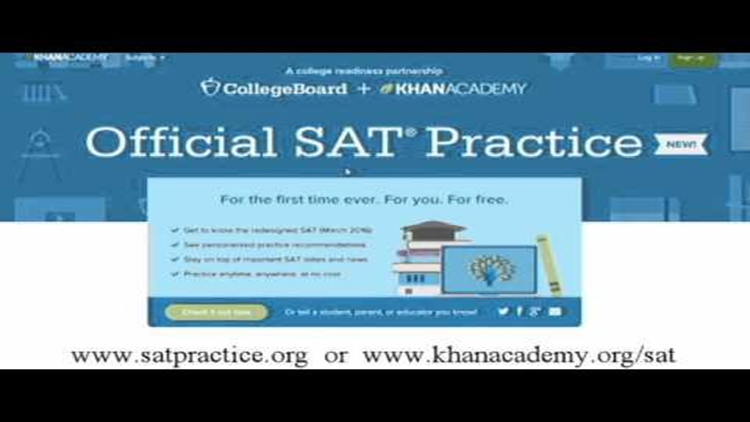 KHANACADEMY Subjects Log in Sign up
A college readiness partnership
CollegeBoard + KHANACADEMY
Official SAT® Practice NEW!
For the first time ever. For you. For free.
Get to know the redesigned SAT (March 2016)
See personalized practice recommendations
Stay on top of important SAT dates and news
Practice anytime, anywhere, at no cost
Check it out now Or tell a student, parent, or educator you know!
www.satpractice.org or www.khanacademy.org/sat